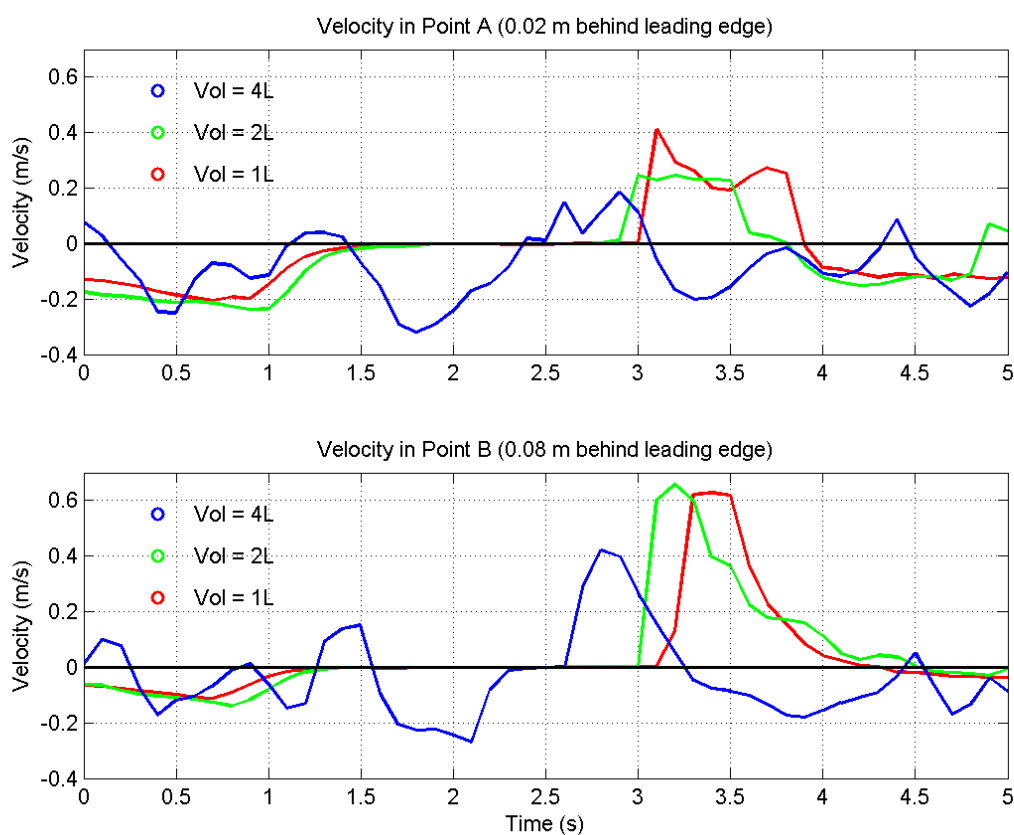 Velocity in Point A (0.02 m behind leading edge)
Velocity (m/s)
0.6
0.4
0.2
0
-0.2
-0.4
Vol = 4L
Vol = 2L
Vol = 1L
0 0.5 1 1.5 2 2.5 3 3.5 4 4.5 5
Velocity in Point B (0.08 m behind leading edge)
Velocity (m/s)
0.6
0.4
0.2
0
-0.2
-0.4
Vol = 4L
Vol = 2L
Vol = 1L
0 0.5 1 1.5 2 2.5 3 3.5 4 4.5 5
Time (s)